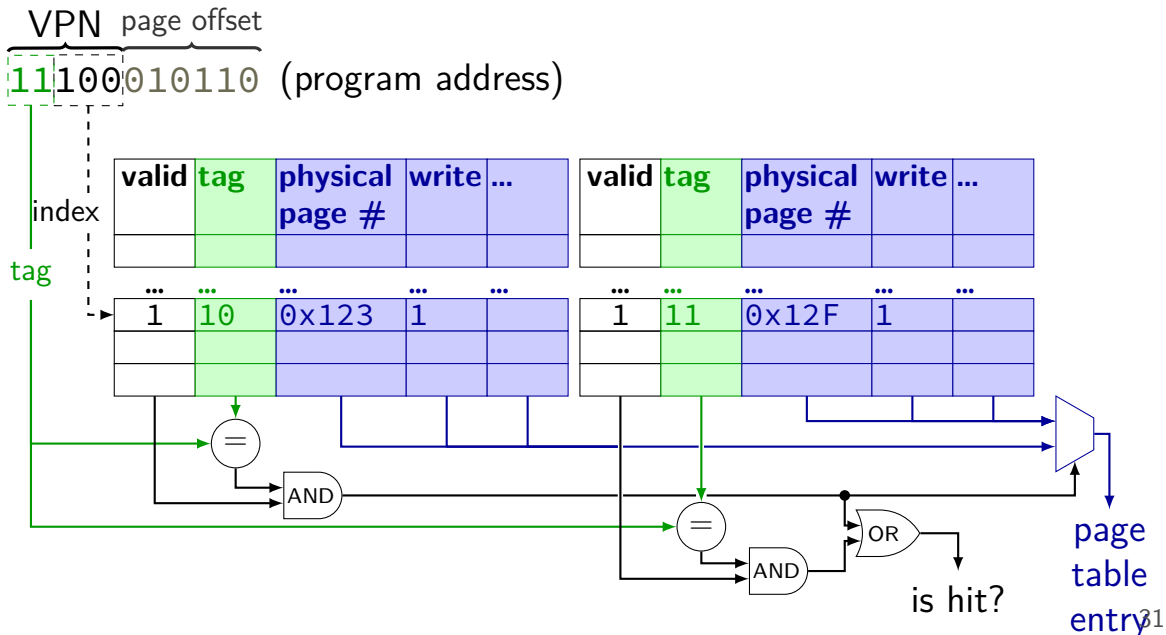 VPN page offset
11100010110 (program address)
valid tag physical page # write ... valid tag physical page # write ...
index
tag
... ... ... ... ... ... ... ... ... ...
1 10 0x123 1 1 11 0x12F 1
=
AND
=
OR
AND
is hit?
page
table
entry
31